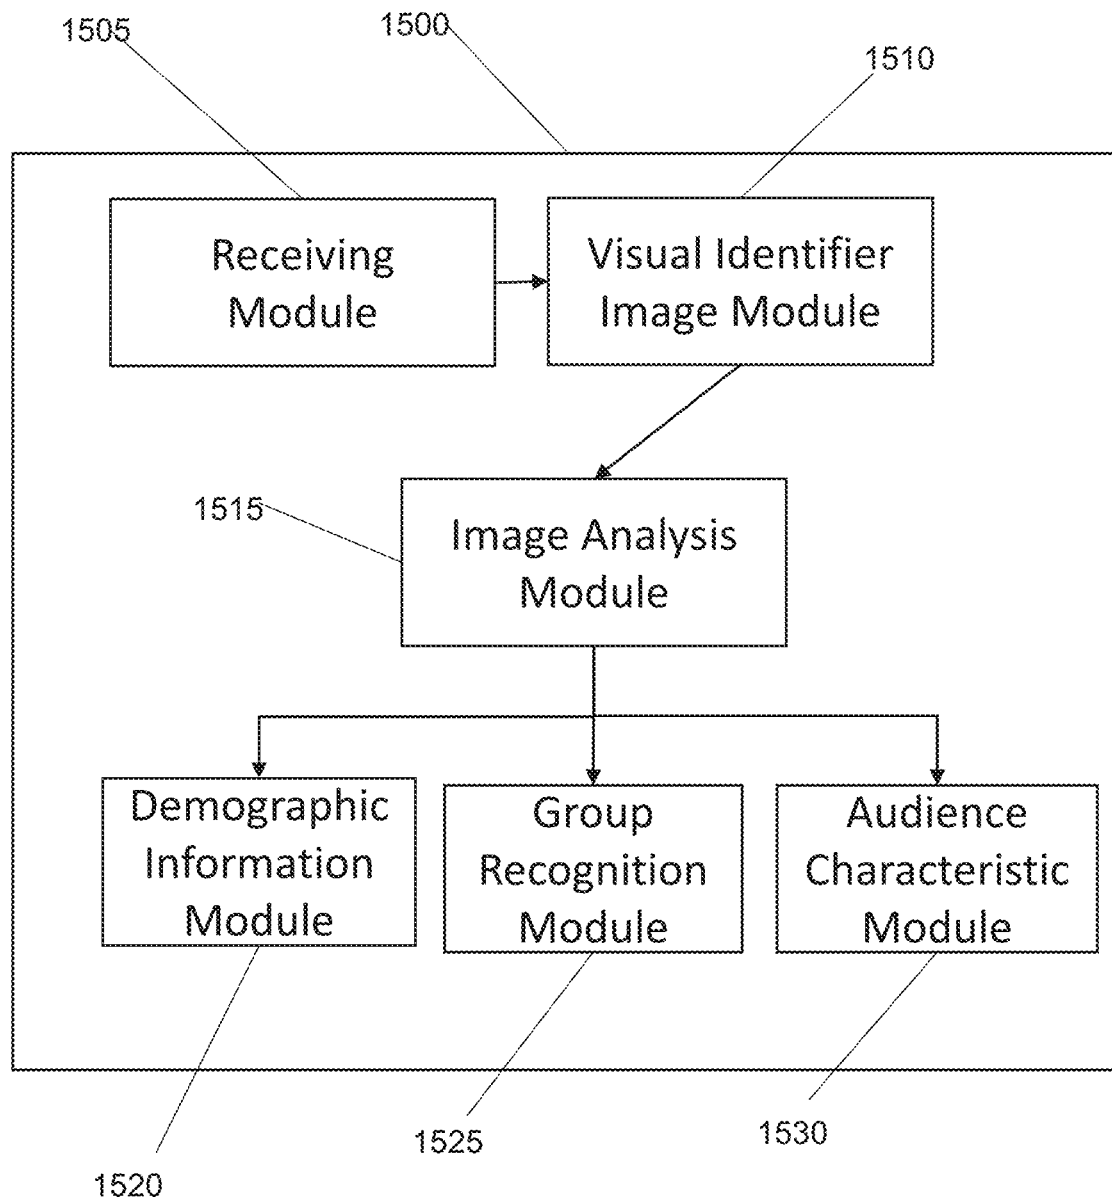 1505
1500
1510
Receiving
Module
Visual Identifier
Image Module
1515
Image Analysis
Module
Demographic
Information
Module
Group
Recognition
Module
Audience
Characteristic
Module
1520
1525
1530